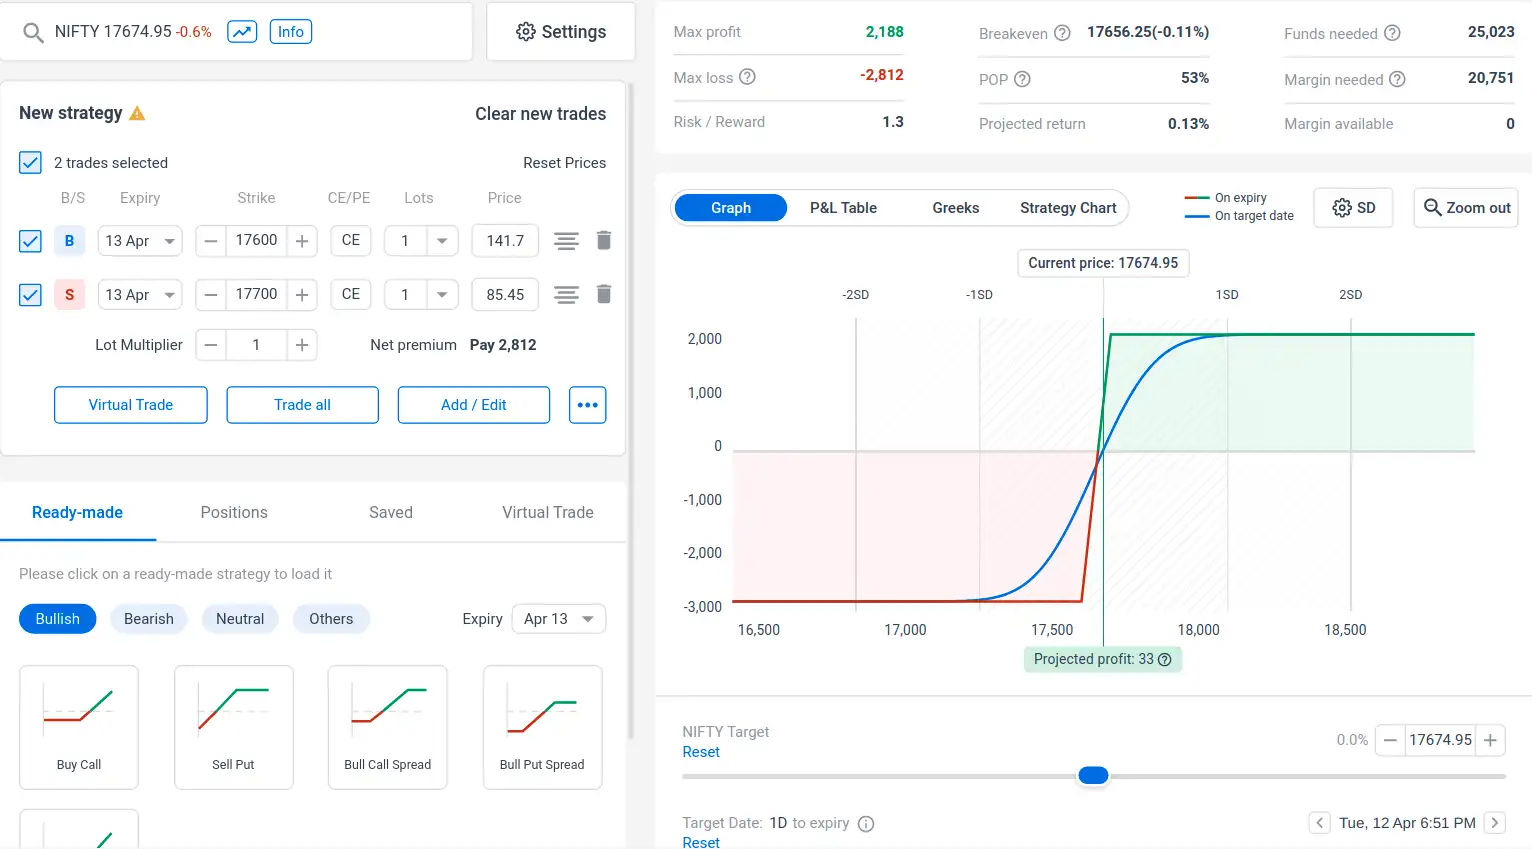 NIFTY 17674.95 -0.6% Info
Settings
New strategy
Clear new trades
2 trades selected
Reset Prices
B/S Expiry Strike CE/PE Lots Price
B 13 Apr − 17600 + CE 1 141.7
S 13 Apr − 17700 + CE 1 85.45
Lot Multiplier − 1 + Net premium Pay 2,812
Virtual Trade Trade all Add / Edit •••
Ready-made Positions Saved Virtual Trade
Please click on a ready-made strategy to load it
Bullish Bearish Neutral Others Expiry Apr 13
Buy Call Sell Put Bull Call Spread Bull Put Spread
Max profit 2,188 Breakeven 17656.25(-0.11%) Funds needed 25,023
Max loss -2,812 POP 53% Margin needed 20,751
Risk / Reward 1.3 Projected return 0.13% Margin available 0
Graph P&L Table Greeks Strategy Chart
On expiry
On target date
SD Zoom out
Current price: 17674.95
-2SD -1SD 1SD 2SD
2,000
1,000
0
-1,000
-2,000
-3,000
16,500 17,000 17,500 18,000 18,500
Projected profit: 33
NIFTY Target
Reset
0.0% − 17674.95 +
Target Date: 1D to expiry
Reset
Tue, 12 Apr 6:51 PM